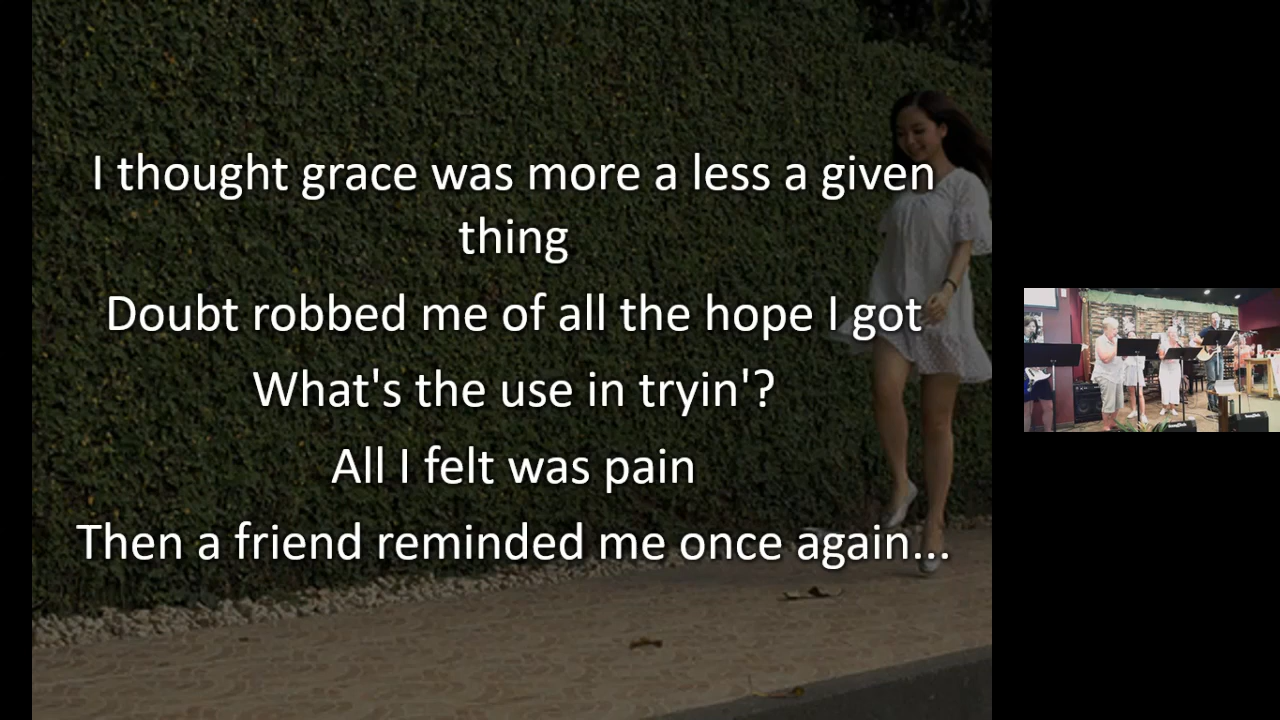 I thought grace was more a less a given
thing
Doubt robbed me of all the hope I got
What's the use in tryin'?
All I felt was pain
Then a friend reminded me once again...